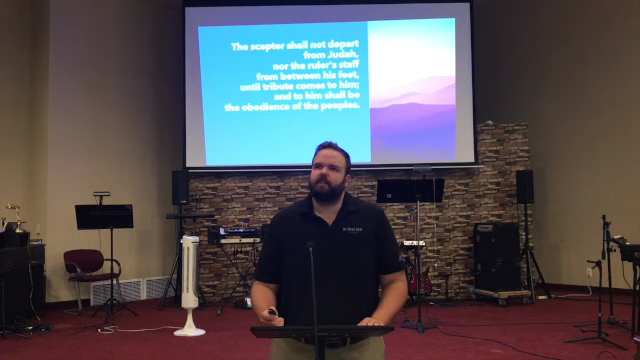 The scepter shall not depart
from Judah,
nor the ruler's staff
from between his feet,
until tribute comes to him;
and to him shall be
the obedience of the peoples.